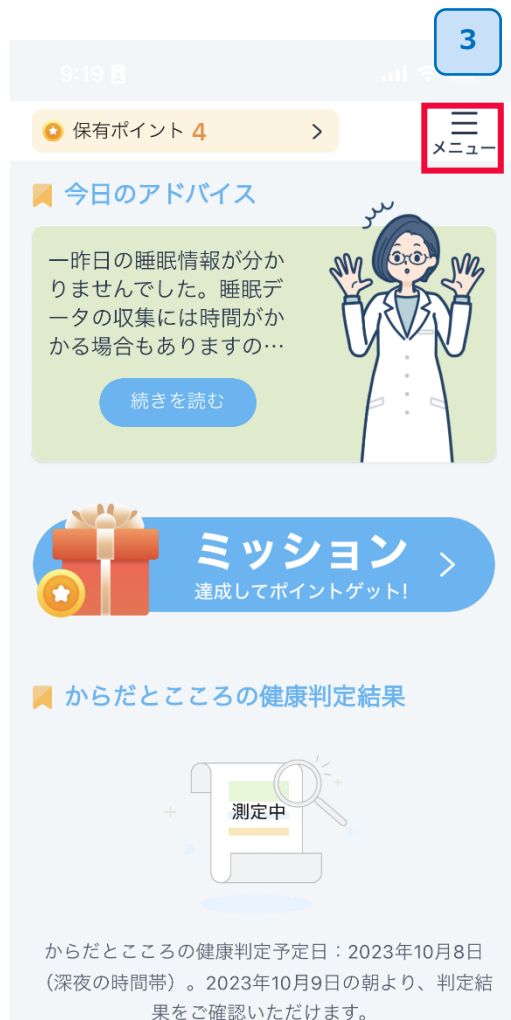 3
9:19
保有ポイント 4
メニュー
今日のアドバイス
一昨日の睡眠情報が分か
りませんでした。睡眠デ
ータの収集には時間がか
かる場合もありますの…
続きを読む
ミッション
達成してポイントゲット!
からだとこころの健康判定結果
測定中
からだとこころの健康判定予定日：2023年10月8日
（深夜の時間帯）。2023年10月9日の朝より、判定結
果をご確認いただけます。